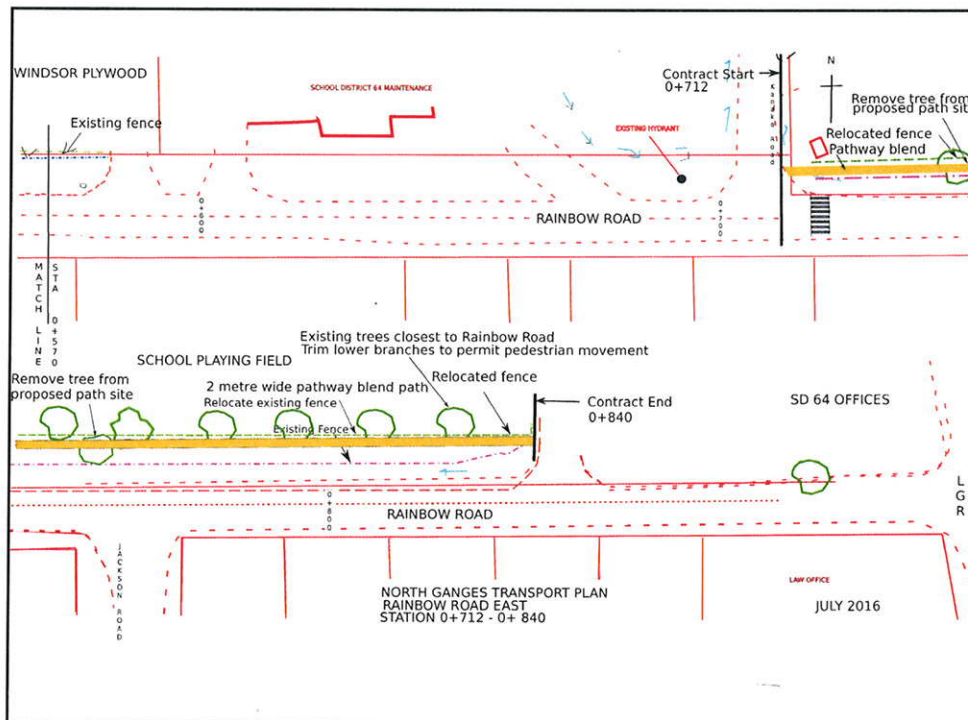 WINDSOR PLYWOOD
SCHOOL DISTRICT 64 MAINTENANCE
Contract Start
0+712
N
Remove tree from
proposed path site
Existing fence
EXISTING HYDRANT
Relocated fence
Pathway blend
0+600
RAINBOW ROAD
0+700
MATCH LINE
STA 0+570
Existing trees closest to Rainbow Road
Trim lower branches to permit pedestrian movement
SCHOOL PLAYING FIELD
Remove tree from
proposed path site
2 metre wide pathway blend path
Relocated fence
Relocate existing fence
Contract End
0+840
SD 64 OFFICES
Existing Fence
LGR
0+800
RAINBOW ROAD
JACKSON ROAD
NORTH GANGES TRANSPORT PLAN
RAINBOW ROAD EAST
STATION 0+712 - 0+ 840
LAW OFFICE
JULY 2016